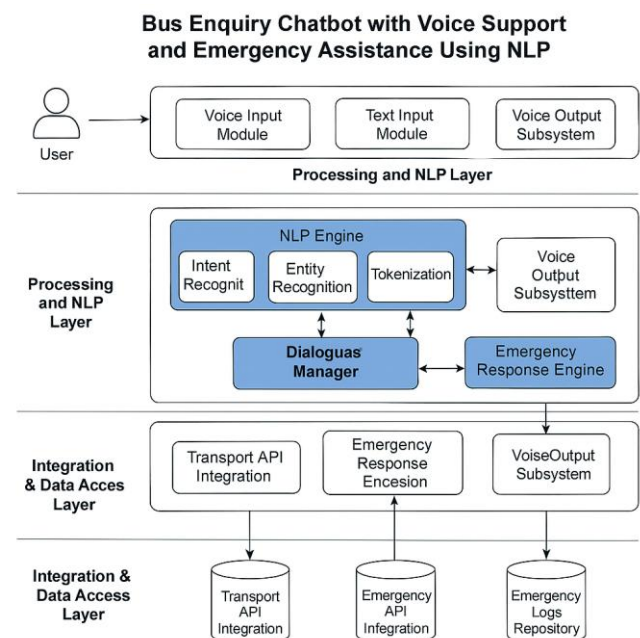 Bus Enquiry Chatbot with Voice Support
and Emergency Assistance Using NLP
User
Voice Input
Module
Text Input
Module
Voice Output
Subsystem
Processing and NLP Layer
Processing
and NLP
Layer
NLP Engine
Intent
Recognit
Entity
Recognition
Tokenization
Voice
Output
Subsysttem
Dialoguas
Manager
Emergency
Response Engine
Integration
& Data Acces
Layer
Transport API
Integration
Emergency
Response
Encesion
VoiseOutput
Subsystem
Integration &
Data Access
Layer
Transport
API
Integration
Emergency
API
Infegration
Emergency
Logs
Repository